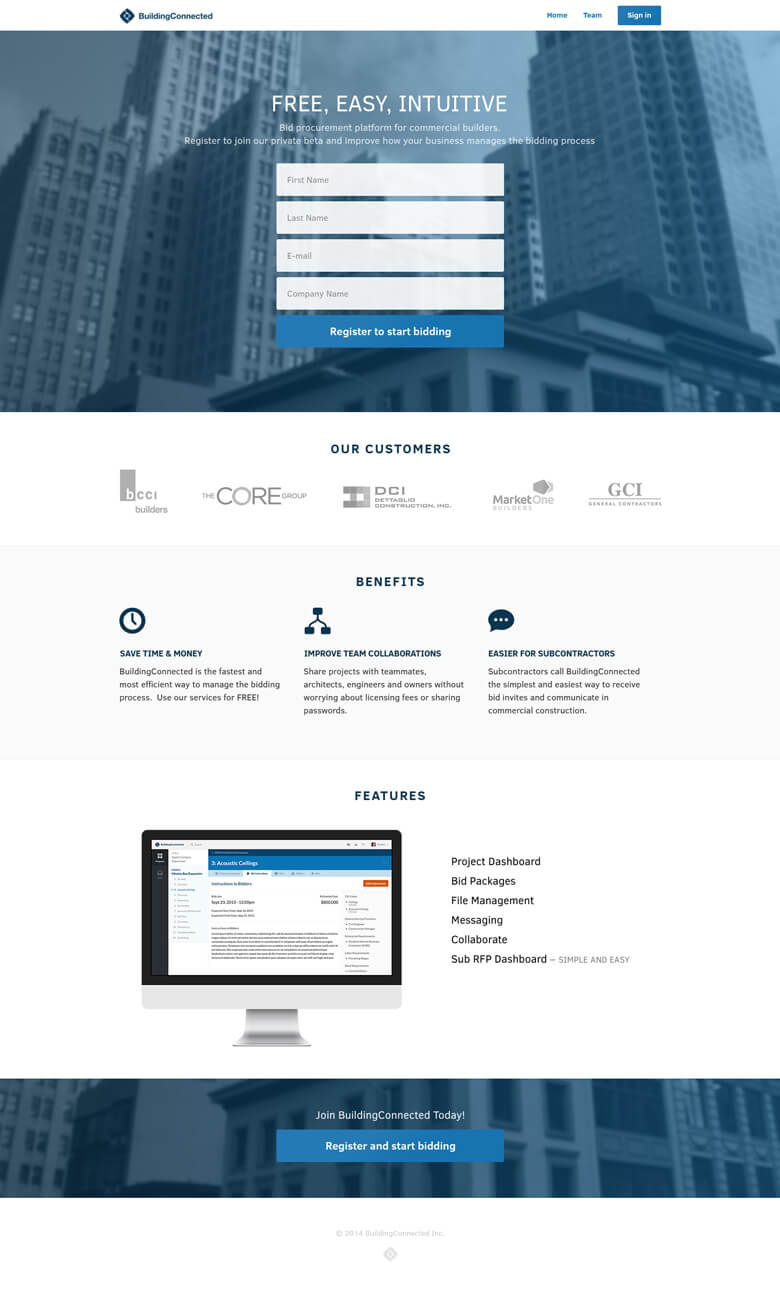 BuildingConnected
Home Team Sign in
FREE, EASY, INTUITIVE
Bid procurement platform for commercial builders.
Register to join our private beta and improve how your business manages the bidding process
First Name
Last Name
E-mail
Company Name
Register to start bidding
OUR CUSTOMERS
bcci
builders
THE CORE GROUP
DCI
DETTAGLIO
CONSTRUCTION, INC.
MarketOne
BUILDERS
GCI
GENERAL CONTRACTORS
BENEFITS
SAVE TIME & MONEY
BuildingConnected is the fastest and
most efficient way to manage the bidding
process. Use our services for FREE!
IMPROVE TEAM COLLABORATIONS
Share projects with teammates,
architects, engineers and owners without
worrying about licensing fees or sharing
passwords.
EASIER FOR SUBCONTRACTORS
Subcontractors call BuildingConnected
the simplest and easiest way to receive
bid invites and communicate in
commercial construction.
FEATURES
BuildingConnected
3: Acoustic Ceilings
Instructions to Bidders
Sept 23, 2013 - 12:00pm
$800,000
Project Dashboard
Bid Packages
File Management
Messaging
Collaborate
Sub RFP Dashboard – SIMPLE AND EASY
Join BuildingConnected Today!
Register and start bidding
© 2014 BuildingConnected Inc.